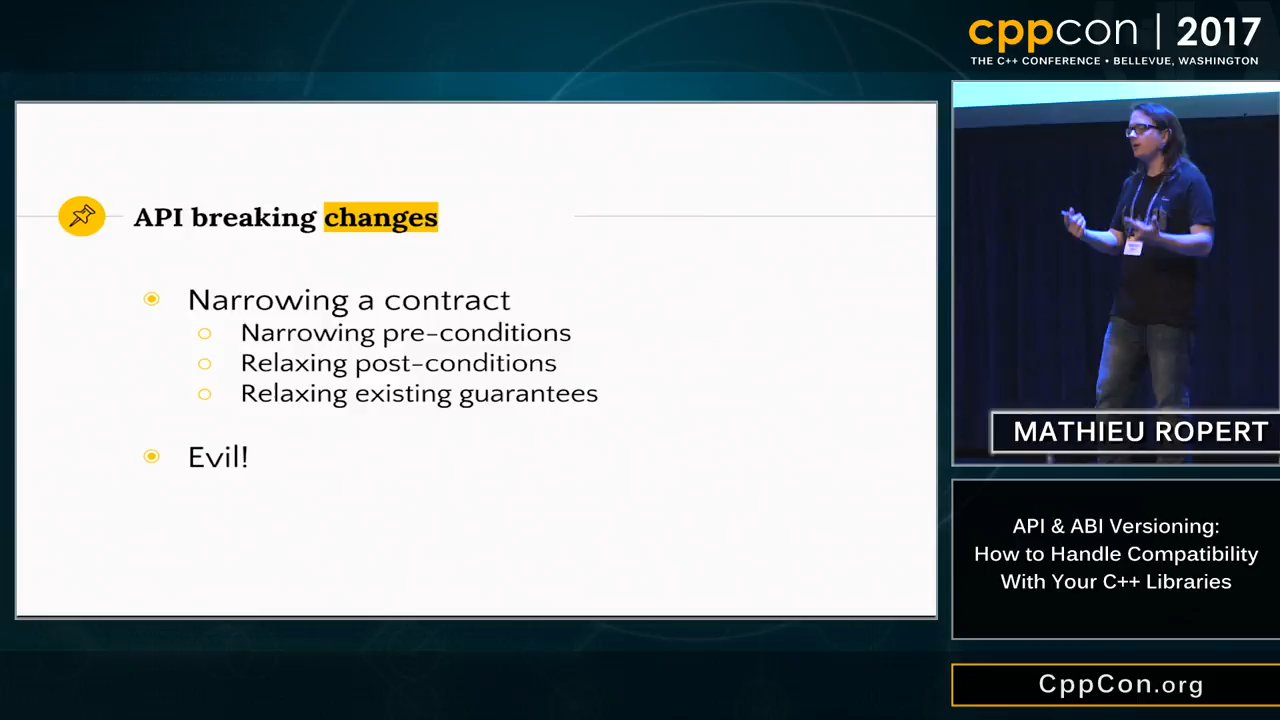 cppcon | 2017
THE C++ CONFERENCE • BELLEVUE, WASHINGTON
API breaking changes
Narrowing a contract
Narrowing pre-conditions
Relaxing post-conditions
Relaxing existing guarantees
Evil!
MATHIEU ROPERT
API & ABI Versioning:
How to Handle Compatibility
With Your C++ Libraries
CppCon.org